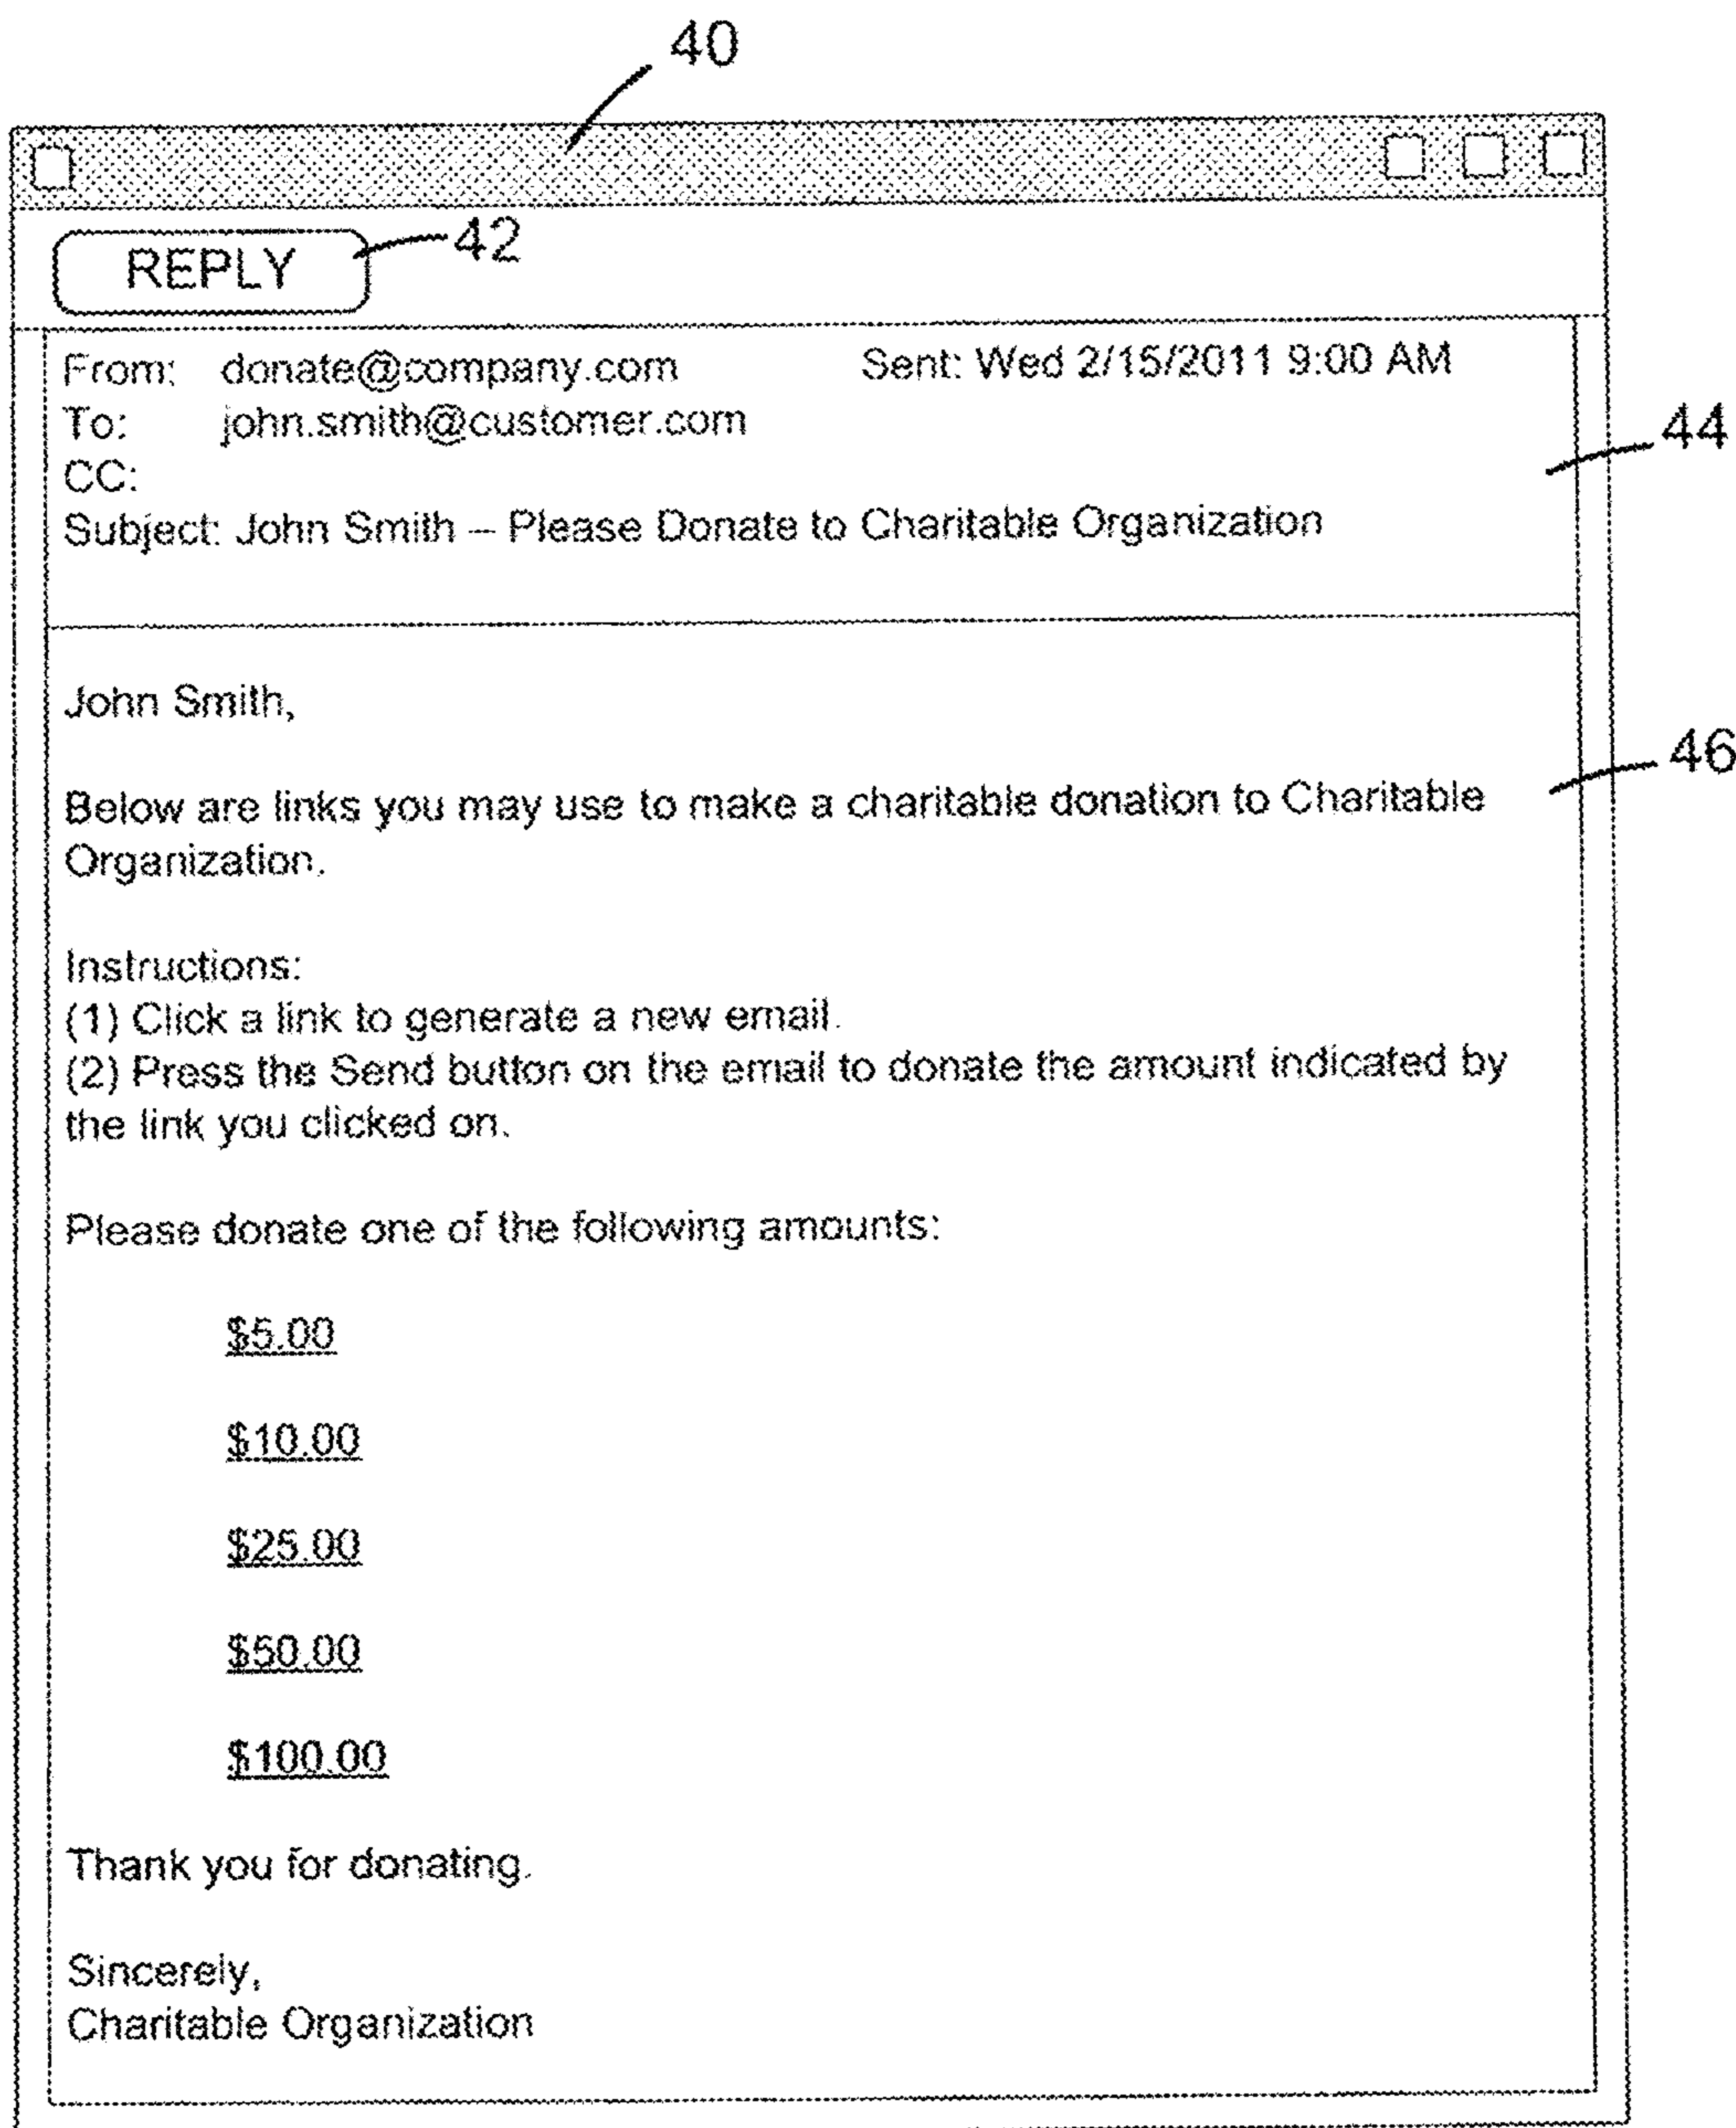 40
REPLY 42
From: donate@company.com Sent: Wed 2/15/2011 9:00 AM
To: john.smith@customer.com
44
CC:
Subject: John Smith – Please Donate to Charitable Organization
John Smith,
46
Below are links you may use to make a charitable donation to Charitable
Organization.
Instructions:
(1) Click a link to generate a new email.
(2) Press the Send button on the email to donate the amount indicated by
the link you clicked on.
Please donate one of the following amounts:
$5.00
$10.00
$25.00
$50.00
$100.00
Thank you for donating.
Sincerely,
Charitable Organization